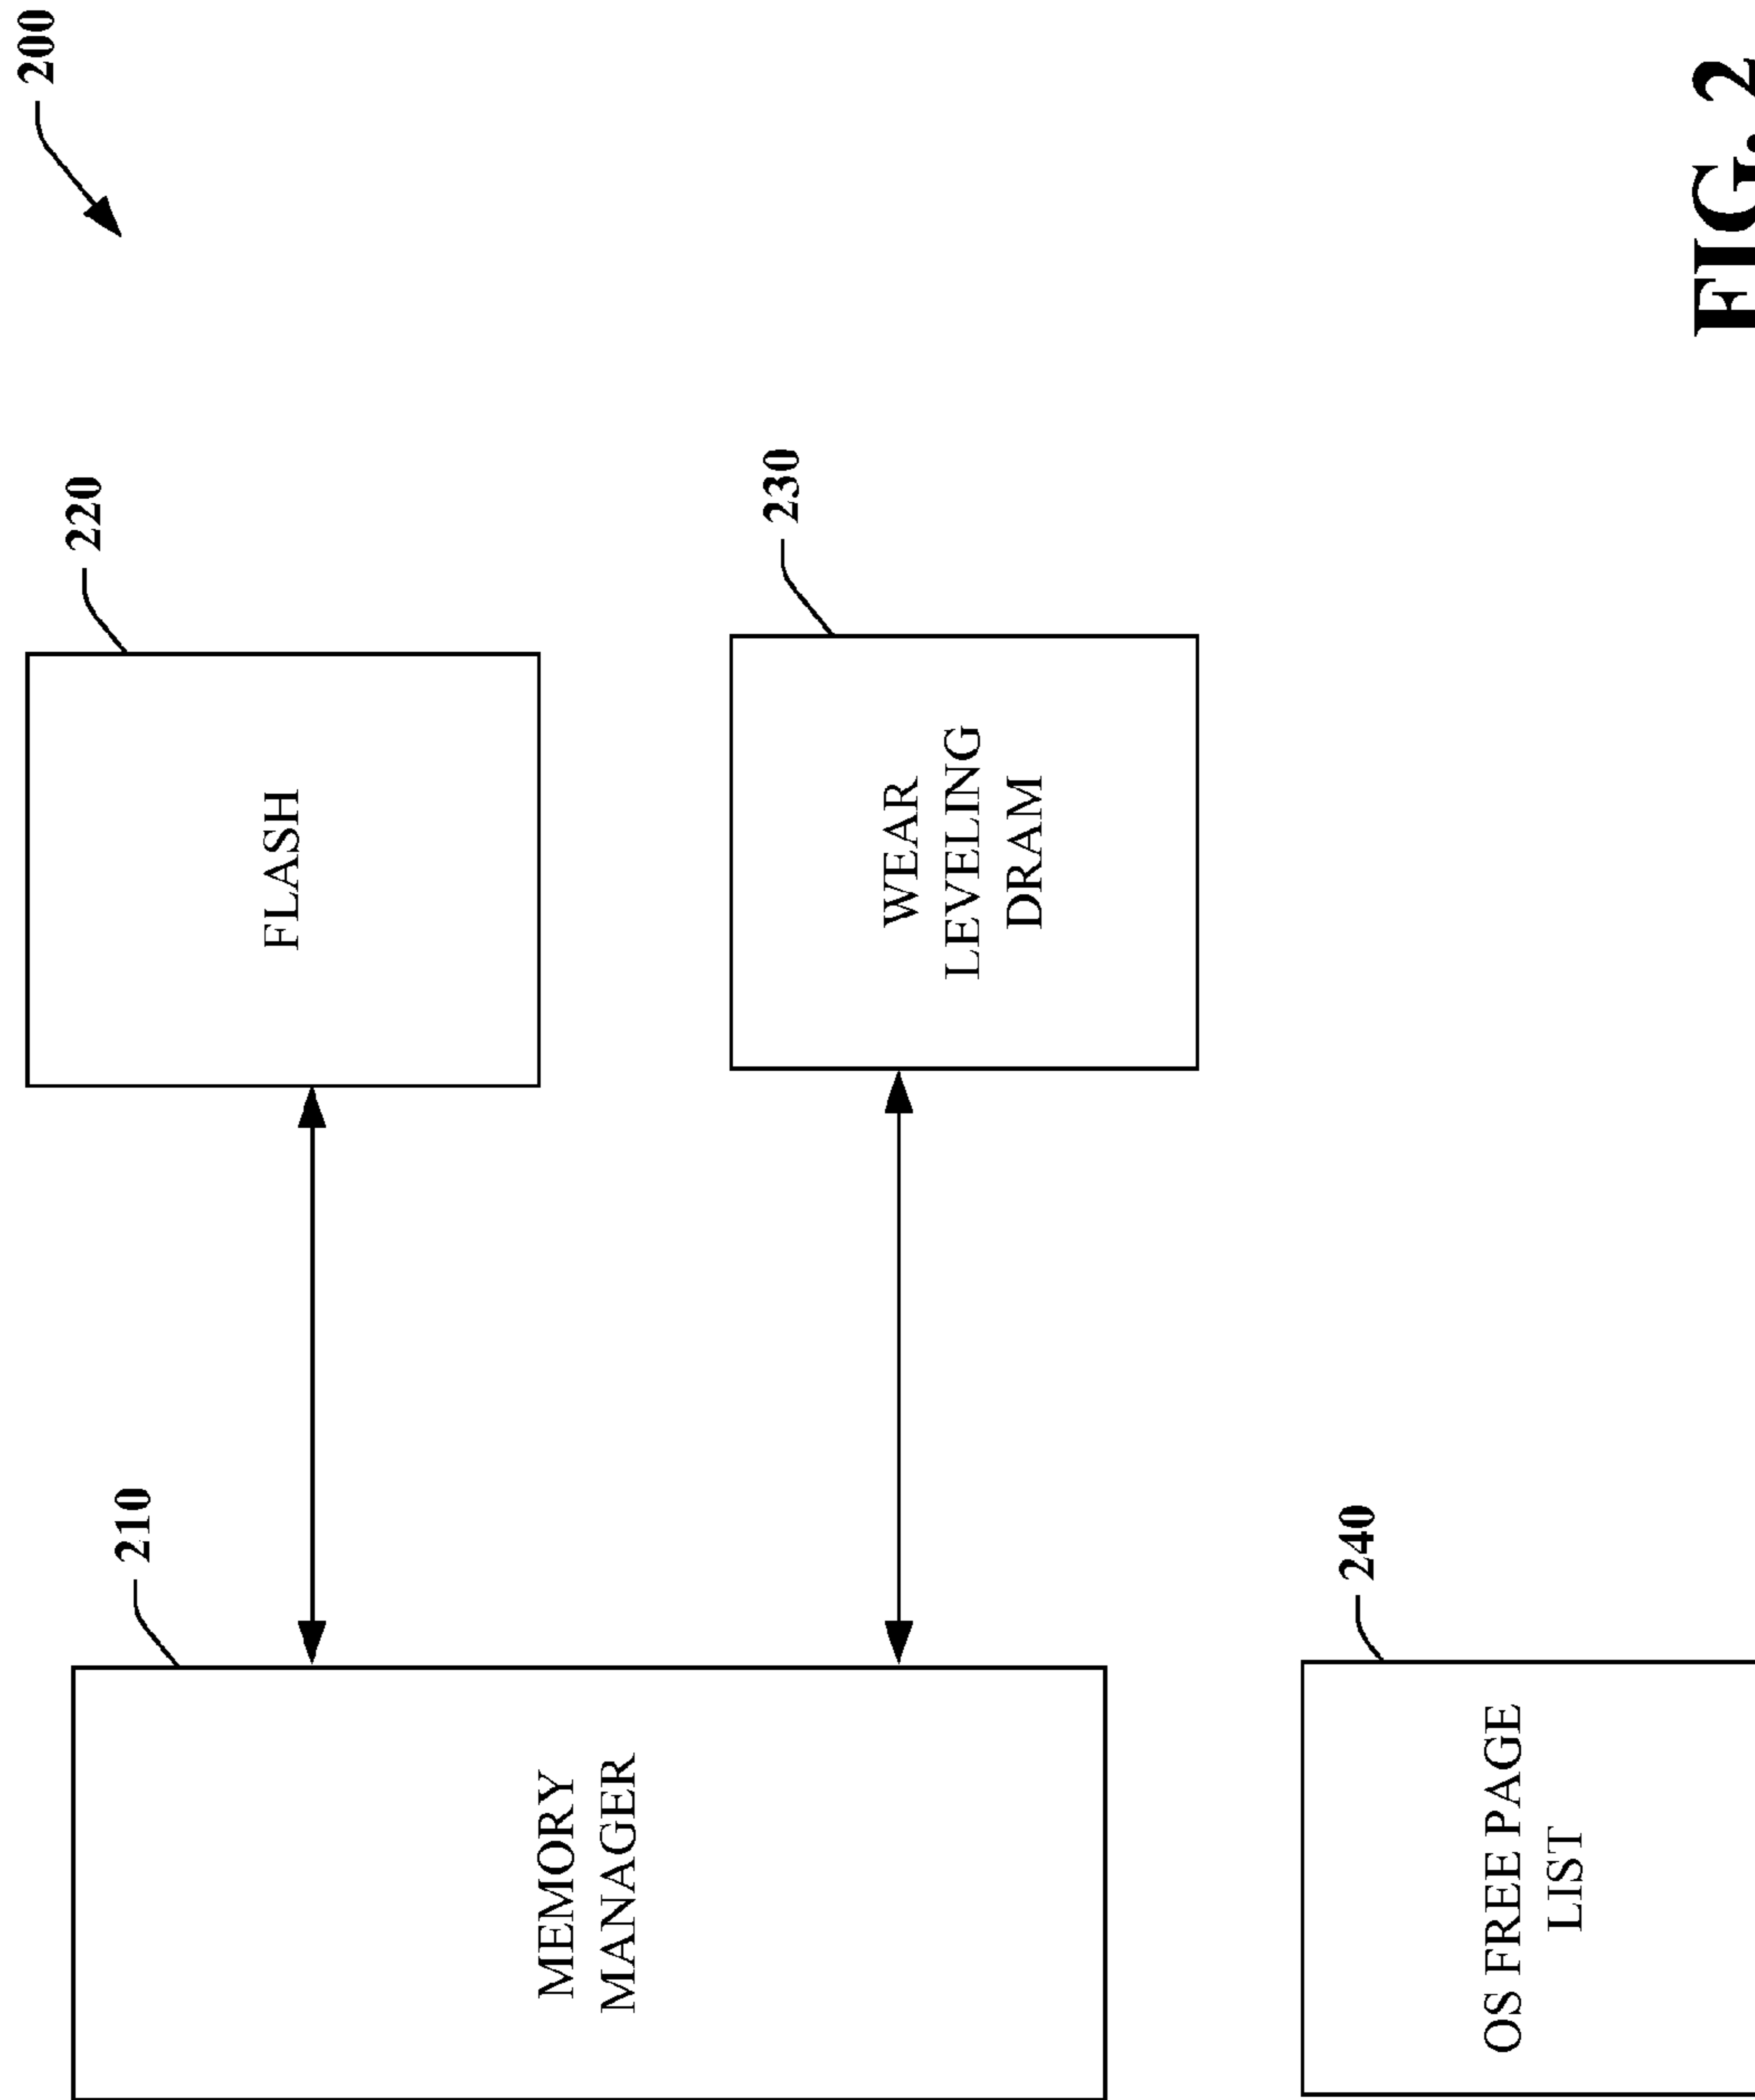 200
220
FLASH
210
MEMORY
MANAGER
230
WEAR
LEVELING
DRAM
240
OS FREE PAGE
LIST
FIG. 2